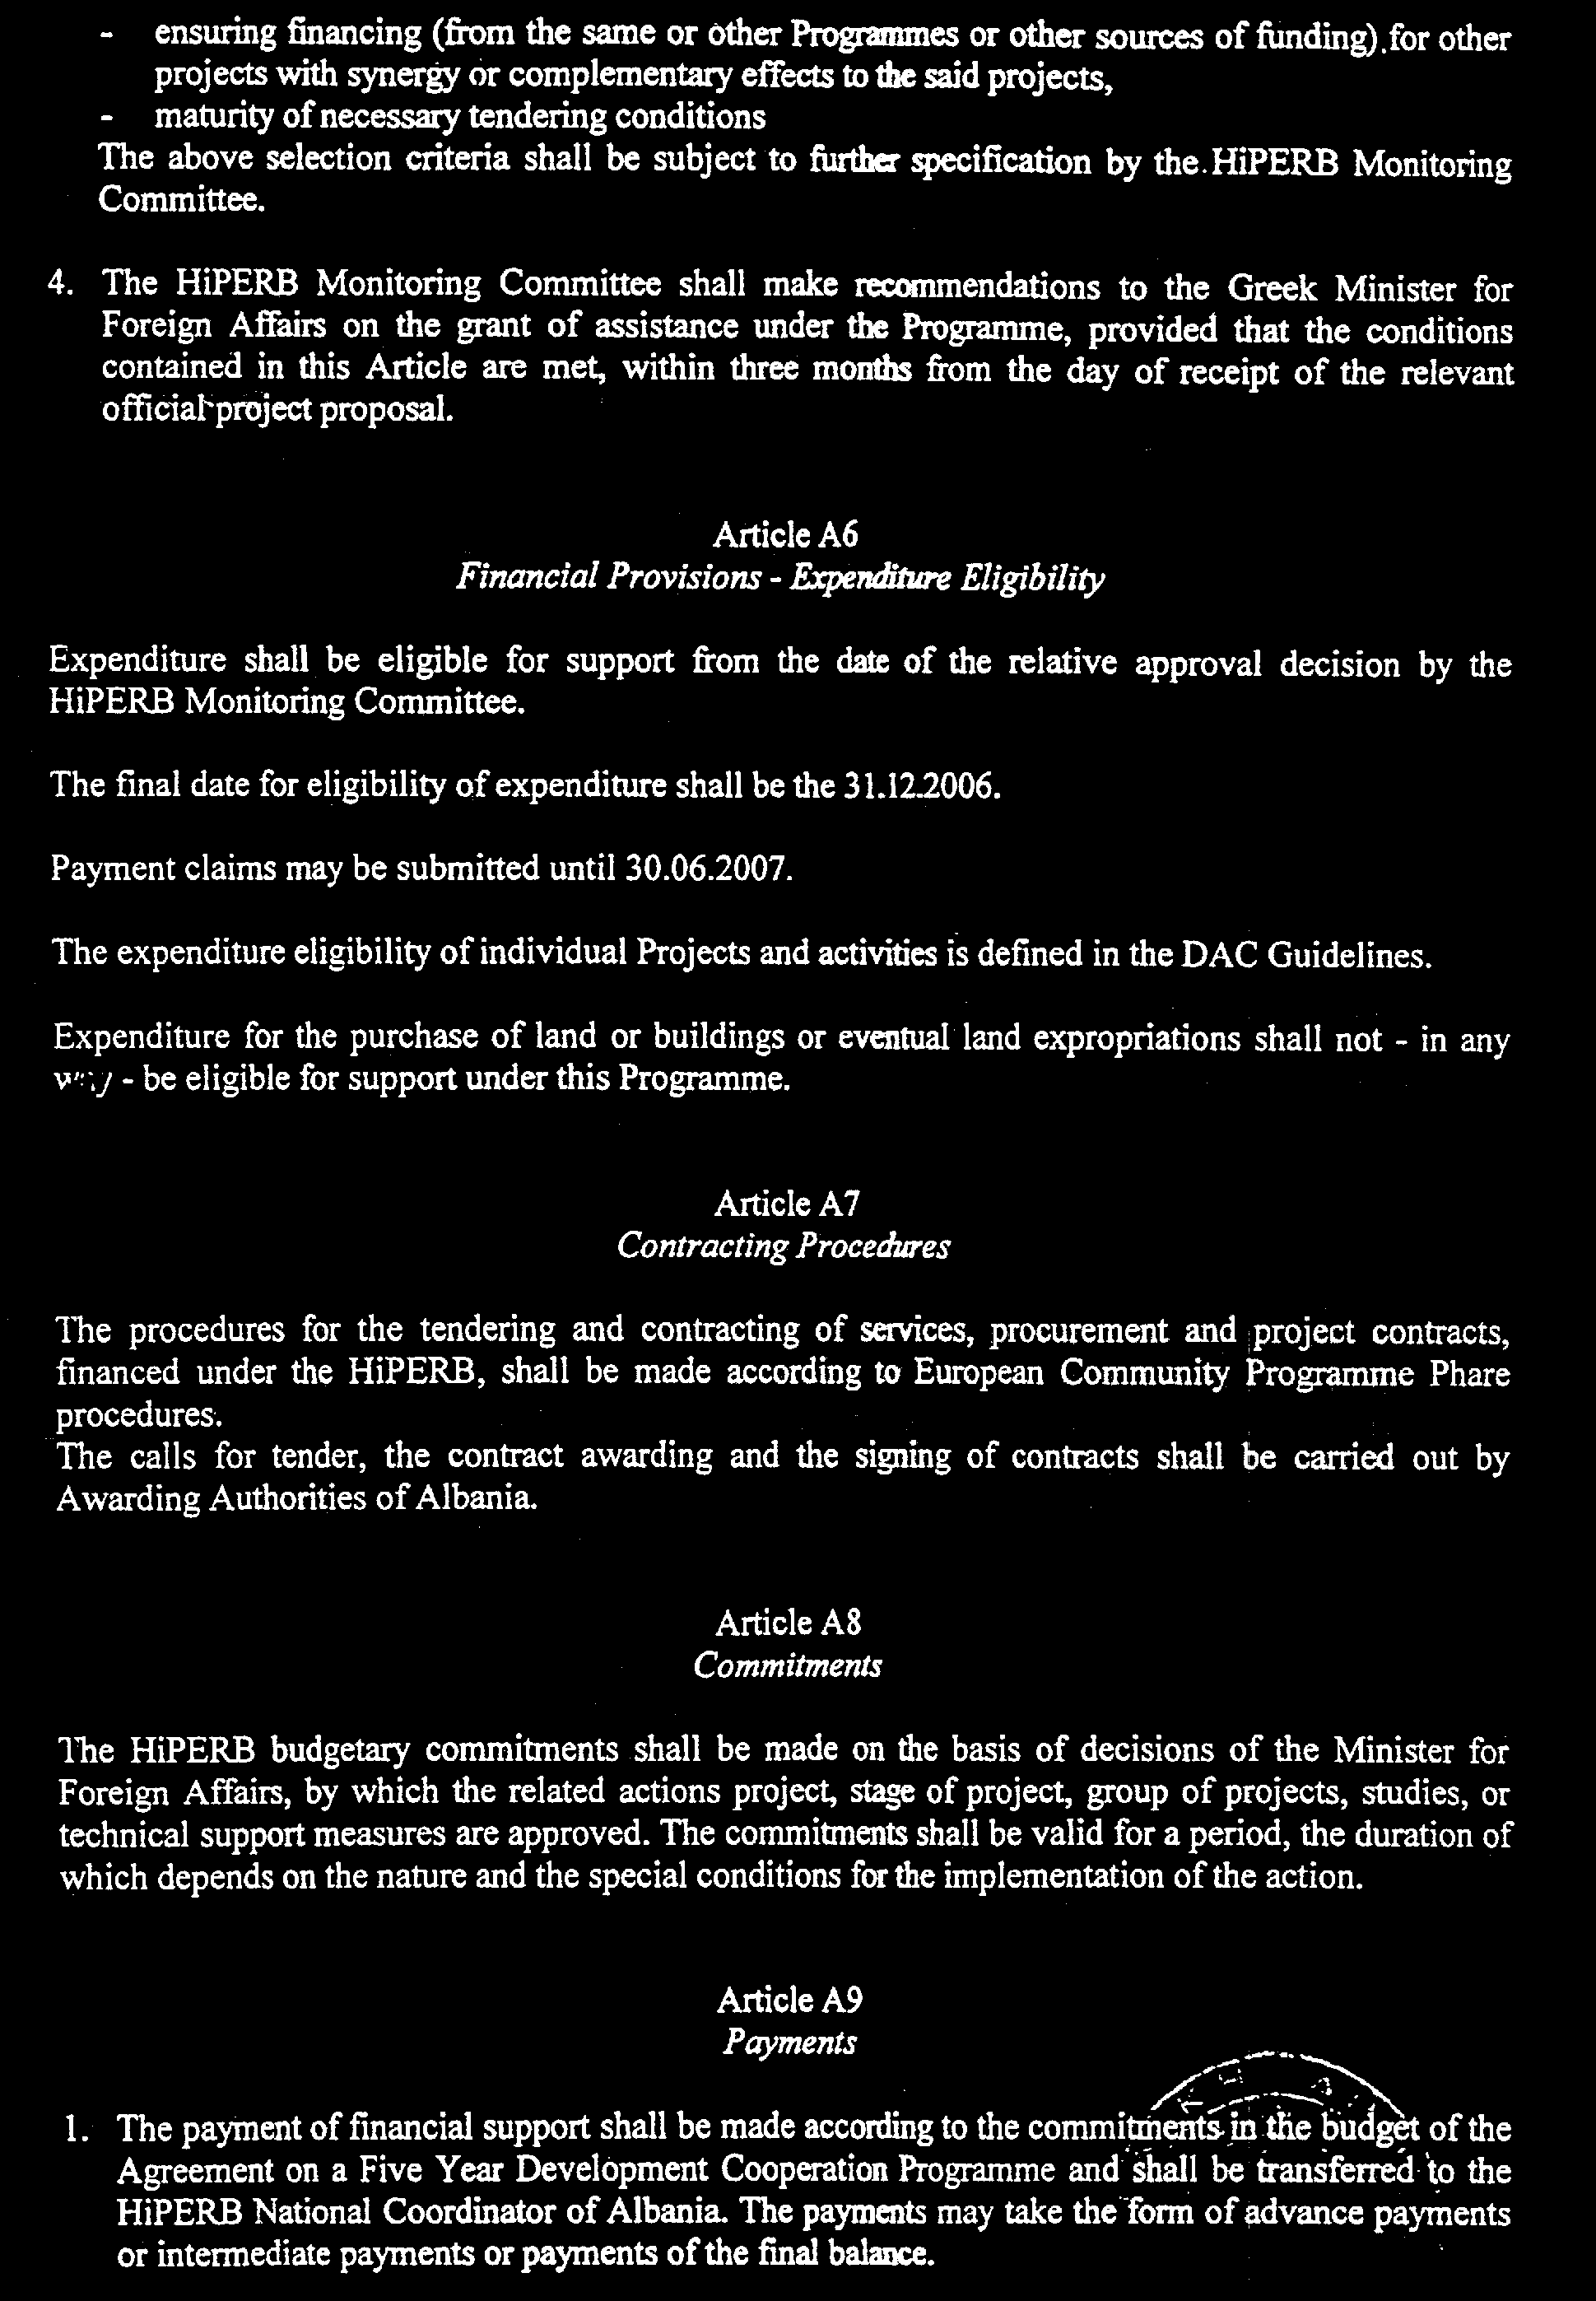 - ensuring financing (from the same or other Programmes or other sources of funding).for other
projects with synergy or complementary effects to the said projects,
- maturity of necessary tendering conditions
The above selection criteria shall be subject to further specification by the.HiPERB Monitoring
Committee.
4. The HiPERB Monitoring Committee shall make recommendations to the Greek Minister for
Foreign Affairs on the grant of assistance under the Programme, provided that the conditions
contained in this Article are met, within three months from the day of receipt of the relevant
official project proposal.
Article A6
Financial Provisions - Expenditure Eligibility
Expenditure shall be eligible for support from the date of the relative approval decision by the
HiPERB Monitoring Committee.
The final date for eligibility of expenditure shall be the 31.12.2006.
Payment claims may be submitted until 30.06.2007.
The expenditure eligibility of individual Projects and activities is defined in the DAC Guidelines.
Expenditure for the purchase of land or buildings or eventual land expropriations shall not - in any
way - be eligible for support under this Programme.
Article A7
Contracting Procedures
The procedures for the tendering and contracting of services, procurement and project contracts,
financed under the HiPERB, shall be made according to European Community Programme Phare
procedures.
The calls for tender, the contract awarding and the signing of contracts shall be carried out by
Awarding Authorities of Albania.
Article A8
Commitments
The HiPERB budgetary commitments shall be made on the basis of decisions of the Minister for
Foreign Affairs, by which the related actions project, stage of project, group of projects, studies, or
technical support measures are approved. The commitments shall be valid for a period, the duration of
which depends on the nature and the special conditions for the implementation of the action.
Article A9
Payments
1. The payment of financial support shall be made according to the commitments in the budget of the
Agreement on a Five Year Development Cooperation Programme and shall be transferred to the
HiPERB National Coordinator of Albania. The payments may take the form of advance payments
or intermediate payments or payments of the final balance.